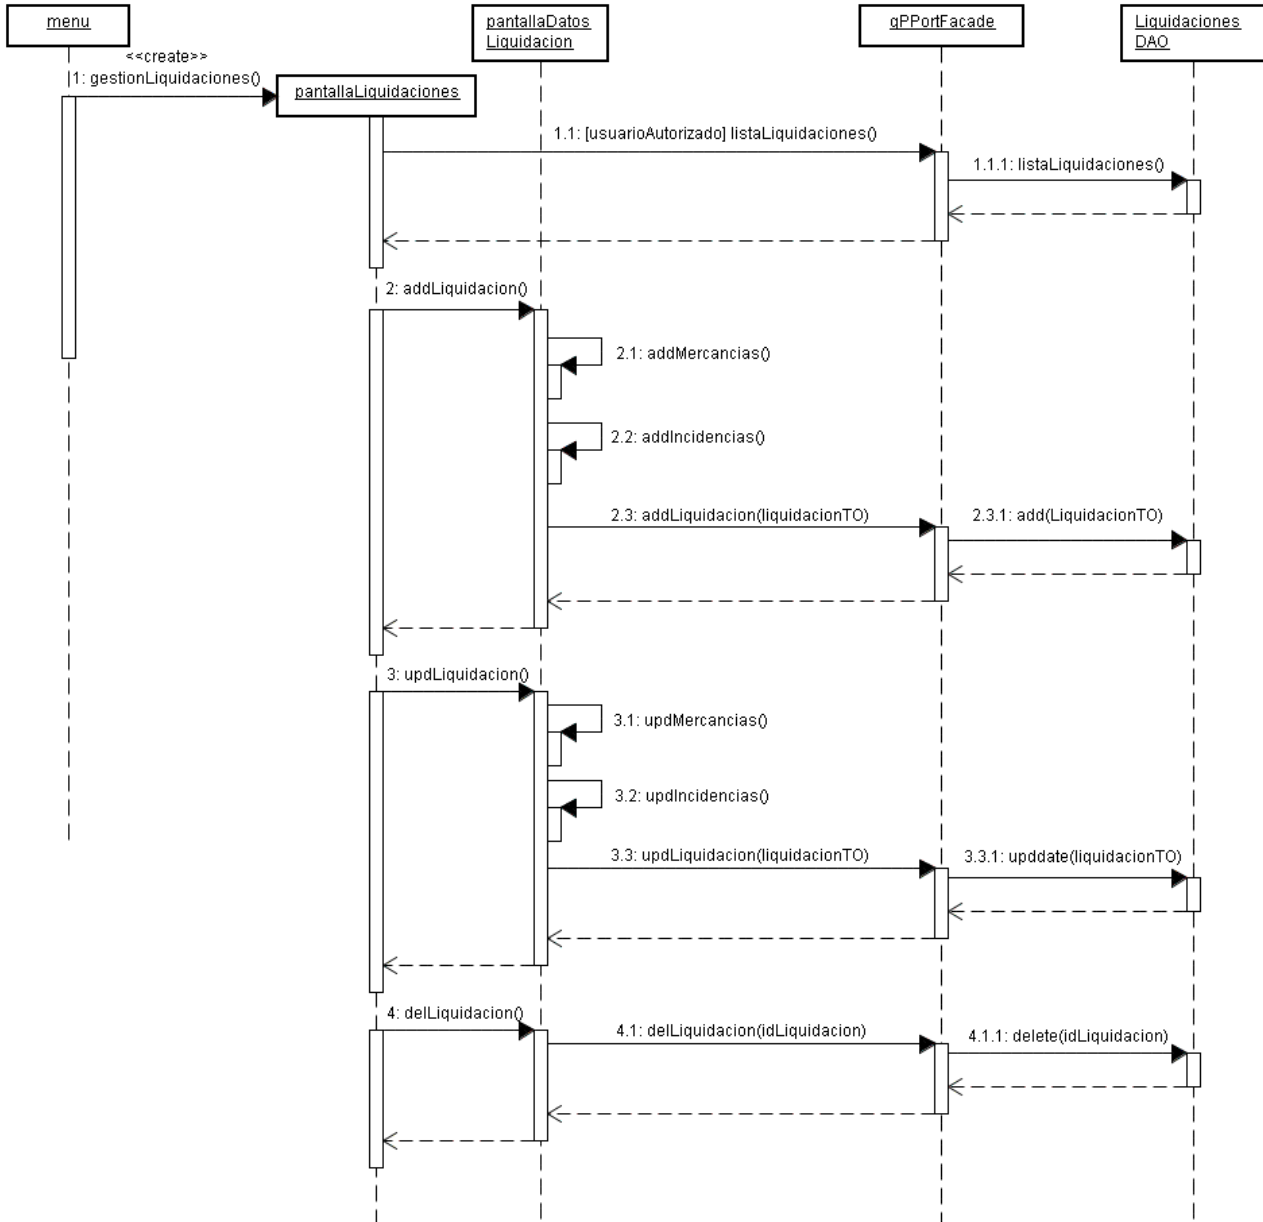 menu
pantallaDatos
Liquidacion
qPPortFacade
Liquidaciones
DAO
<<create>>
1: gestionLiquidaciones()
pantallaLiquidaciones
1.1: [usuarioAutorizado] listaLiquidaciones()
1.1.1: listaLiquidaciones()
2: addLiquidacion()
2.1: addMercancias()
2.2: addIncidencias()
2.3: addLiquidacion(liquidacionTO)
2.3.1: add(LiquidacionTO)
3: updLiquidacion()
3.1: updMercancias()
3.2: updIncidencias()
3.3: updLiquidacion(liquidacionTO)
3.3.1: upddate(liquidacionTO)
4: delLiquidacion()
4.1: delLiquidacion(idLiquidacion)
4.1.1: delete(idLiquidacion)